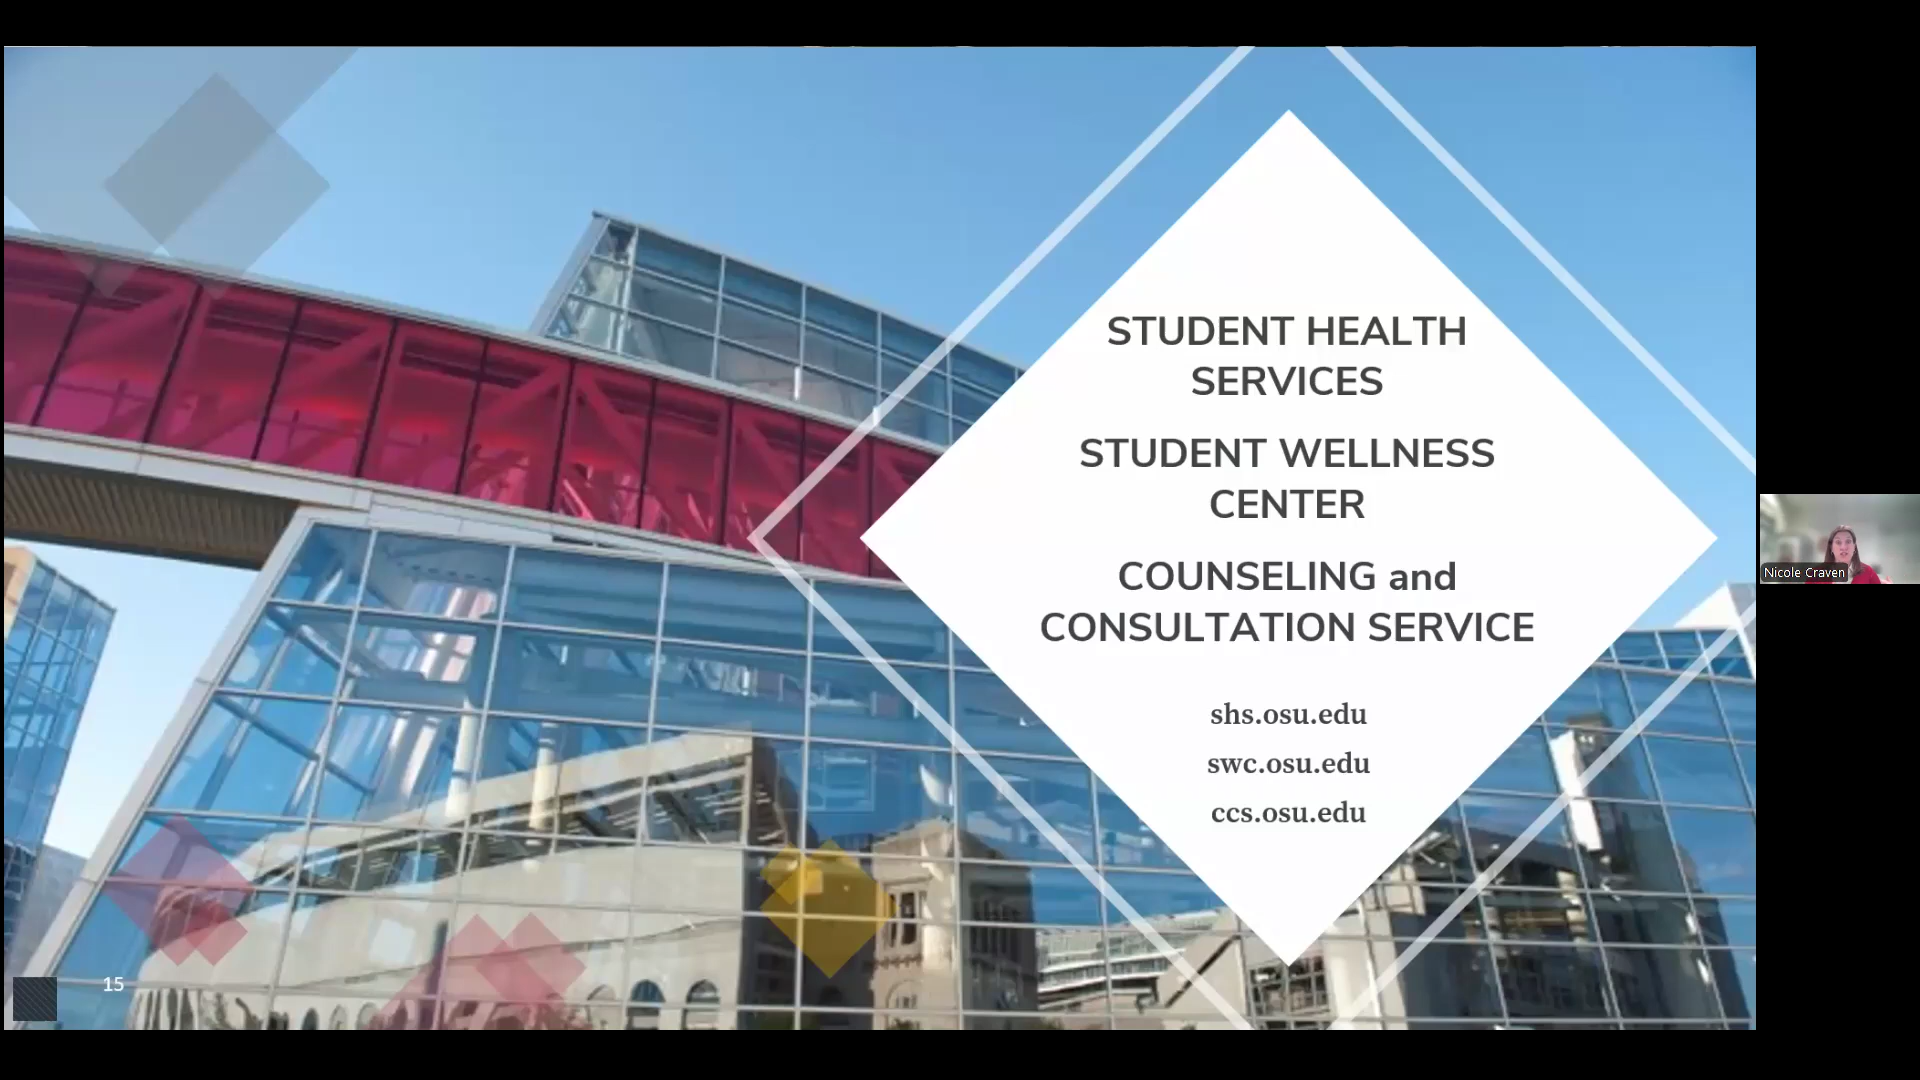 STUDENT HEALTH
SERVICES
STUDENT WELLNESS
CENTER
COUNSELING and
CONSULTATION SERVICE
shs.osu.edu
swc.osu.edu
ccs.osu.edu
Nicole Craven
15